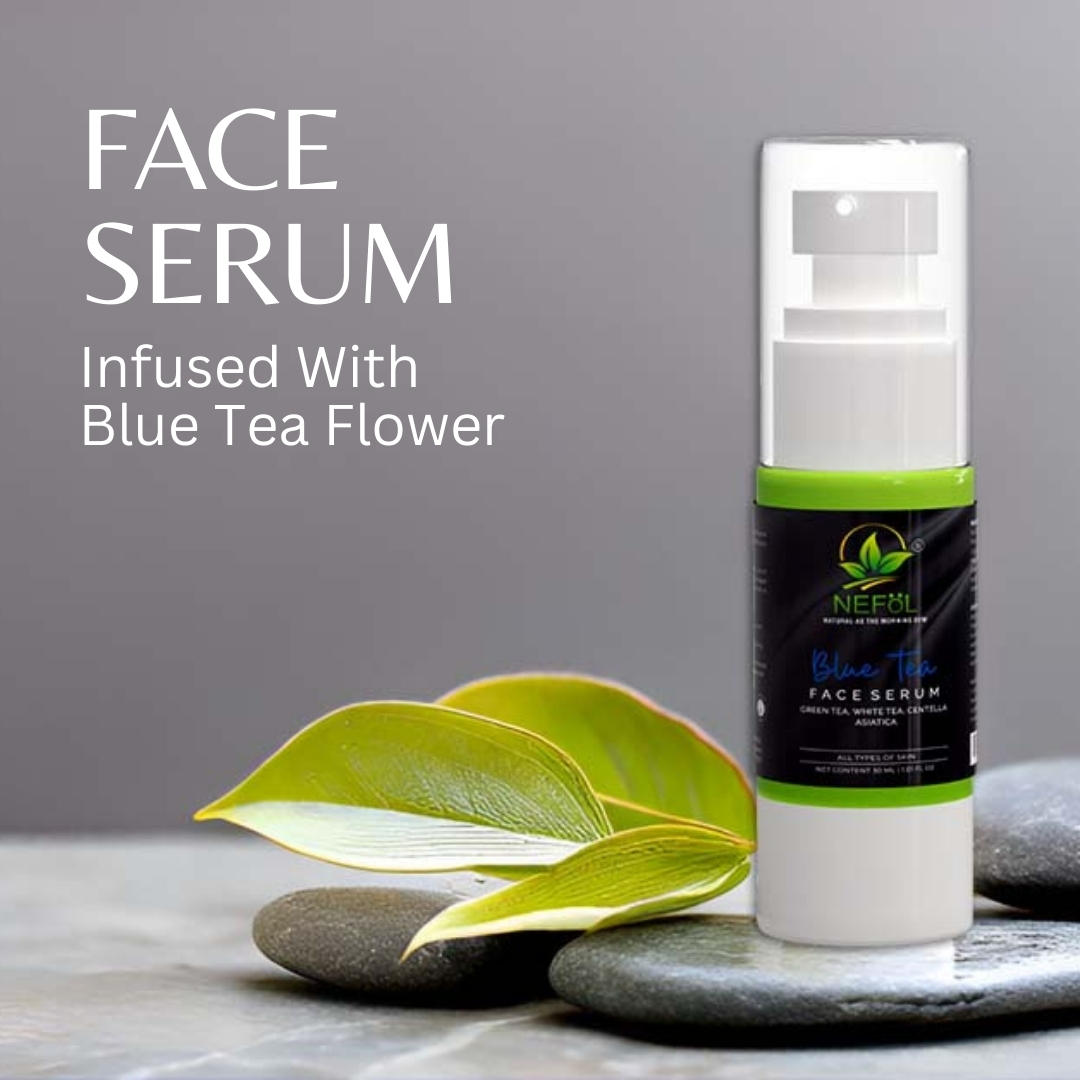 FACE
SERUM
Infused With
Blue Tea Flower
®
NEFÖL
NATURAL AS THE MORNING DEW
Blue Tea
FACE SERUM
GREEN TEA, WHITE TEA, CENTELLA
ASIATICA
ALL TYPES OF SKIN
NET CONTENT 30 ML | 1.01 FL OZ